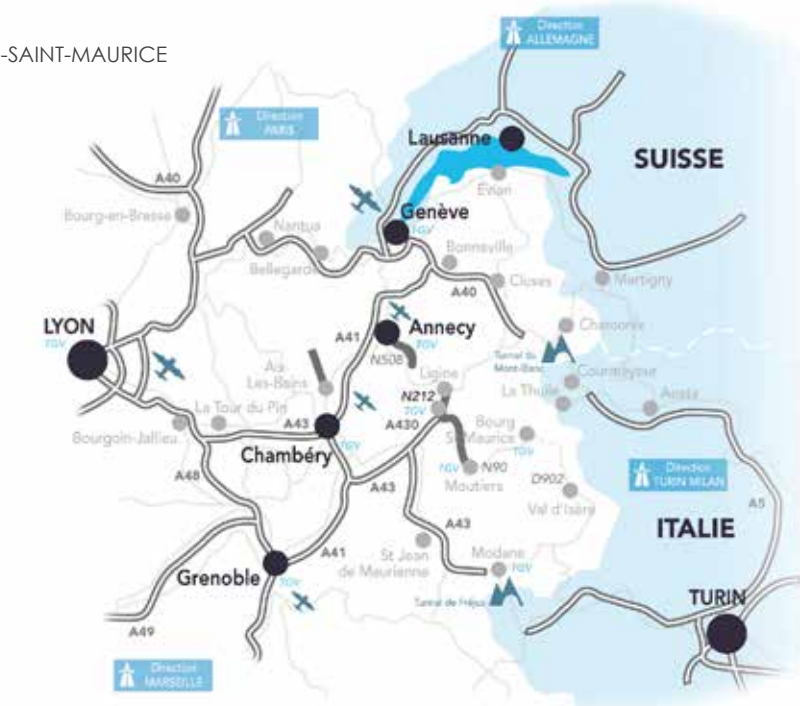 -SAINT-MAURICE
Direction
ALLEMAGNE
Direction
PARIS
Lausanne
SUISSE
A40
Evian
Bourg-en-Bresse
Genève
TGV
Nantua
Bonneville
Bellegarde
Cluses
Martigny
A40
LYON
TGV
A41
Annecy
TGV
Chamonix
N508
Tunnel du
Mont-Blanc
Aix
Les-Bains
Ligine
Courmayeur
La Thuile
Aosta
N212
TGV
La Tour du Pin
A43
A430
Bourg
St Maurice
TGV
Bourgoin-Jallieu
Chambéry
TGV
TGV
N90
Moutiers
D902
Direction
TURIN MILAN
A48
A43
Val d'Isère
A5
A43
ITALIE
A41
St Jean
de Maurienne
Modane
TGV
Grenoble
TGV
Tunnel de Fréjus
TURIN
A49
Direction
MARSEILLE